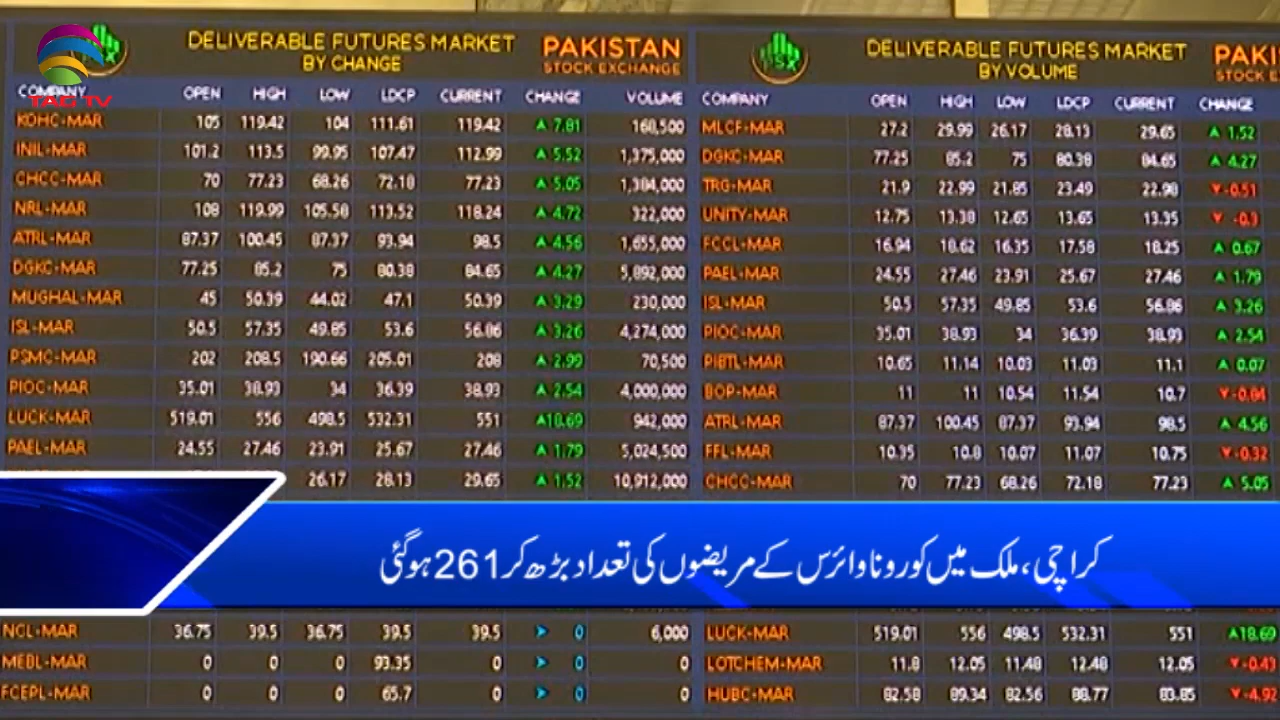 TAG TV
DELIVERABLE FUTURES MARKET
BY CHANGE
PAKISTAN
STOCK EXCHANGE
COMPANY OPEN HIGH LOW LDCP CURRENT CHANGE VOLUME
KOHC-MAR 105 119.42 104 111.61 119.42 ▲ 7.81 160,500
INIL-MAR 101.2 113.5 99.95 107.47 112.99 ▲ 5.52 1,375,000
CHCC-MAR 70 77.23 68.26 72.18 77.23 ▲ 5.05 1,384,000
NRL-MAR 108 119.99 105.58 113.52 118.24 ▲ 4.72 322,000
ATRL-MAR 87.37 100.45 87.37 93.94 98.5 ▲ 4.56 1,655,000
DGKC-MAR 77.25 85.2 75 80.38 84.65 ▲ 4.27 5,892,000
MUGHAL-MAR 45 50.39 44.02 47.1 50.39 ▲ 3.29 230,000
ISL-MAR 50.5 57.35 49.85 53.6 56.86 ▲ 3.26 4,274,000
PSMC-MAR 202 208.5 190.66 205.01 208 ▲ 2.99 70,500
PIOC-MAR 35.01 38.93 34 36.39 38.93 ▲ 2.54 4,000,000
LUCK-MAR 519.01 556 498.5 532.31 551 ▲18.69 942,000
PAEL-MAR 24.55 27.46 23.91 25.67 27.46 ▲ 1.79 5,024,500
26.17 28.13 29.65 ▲ 1.52 10,912,000
NCL-MAR 36.75 39.5 36.75 39.5 39.5 ➤ 0 6,000
MEBL-MAR 0 0 0 93.35 0 ➤ 0 0
FCEPL-MAR 0 0 0 65.7 0 ➤ 0 0
PSX
DELIVERABLE FUTURES MARKET
BY VOLUME
PAKI
STOCK E
COMPANY OPEN HIGH LOW LDCP CURRENT CHANGE
MLCF-MAR 27.2 29.99 26.17 28.13 29.65 ▲ 1.52
DGKC-MAR 77.25 85.2 75 80.38 84.65 ▲ 4.27
TRG-MAR 21.9 22.99 21.85 23.49 22.98 ▼-0.51
UNITY-MAR 12.75 13.38 12.65 13.65 13.35 ▼ -0.3
FCCL-MAR 16.94 18.62 16.35 17.58 18.25 ▲ 0.67
PAEL-MAR 24.55 27.46 23.91 25.67 27.46 ▲ 1.79
ISL-MAR 50.5 57.35 49.85 53.6 56.86 ▲ 3.26
PIOC-MAR 35.01 38.93 34 36.39 38.93 ▲ 2.54
PIBTL-MAR 10.65 11.14 10.03 11.03 11.1 ▲ 0.07
BOP-MAR 11 11 10.54 11.54 10.7 ▼-0.84
ATRL-MAR 87.37 100.45 87.37 93.94 98.5 ▲ 4.56
FFL-MAR 10.35 10.8 10.07 11.07 10.75 ▼-0.32
CHCC-MAR 70 77.23 68.26 72.18 77.23 ▲ 5.05
LUCK-MAR 519.01 556 498.5 532.31 551 ▲18.69
LOTCHEM-MAR 11.8 12.05 11.48 12.48 12.05 ▼-0.43
HUBC-MAR 82.58 89.34 82.56 88.77 83.85 ▼-4.92
کراچی، ملک میں کورونا وائرس کے مریضوں کی تعداد بڑھ کر 261 ہوگئی